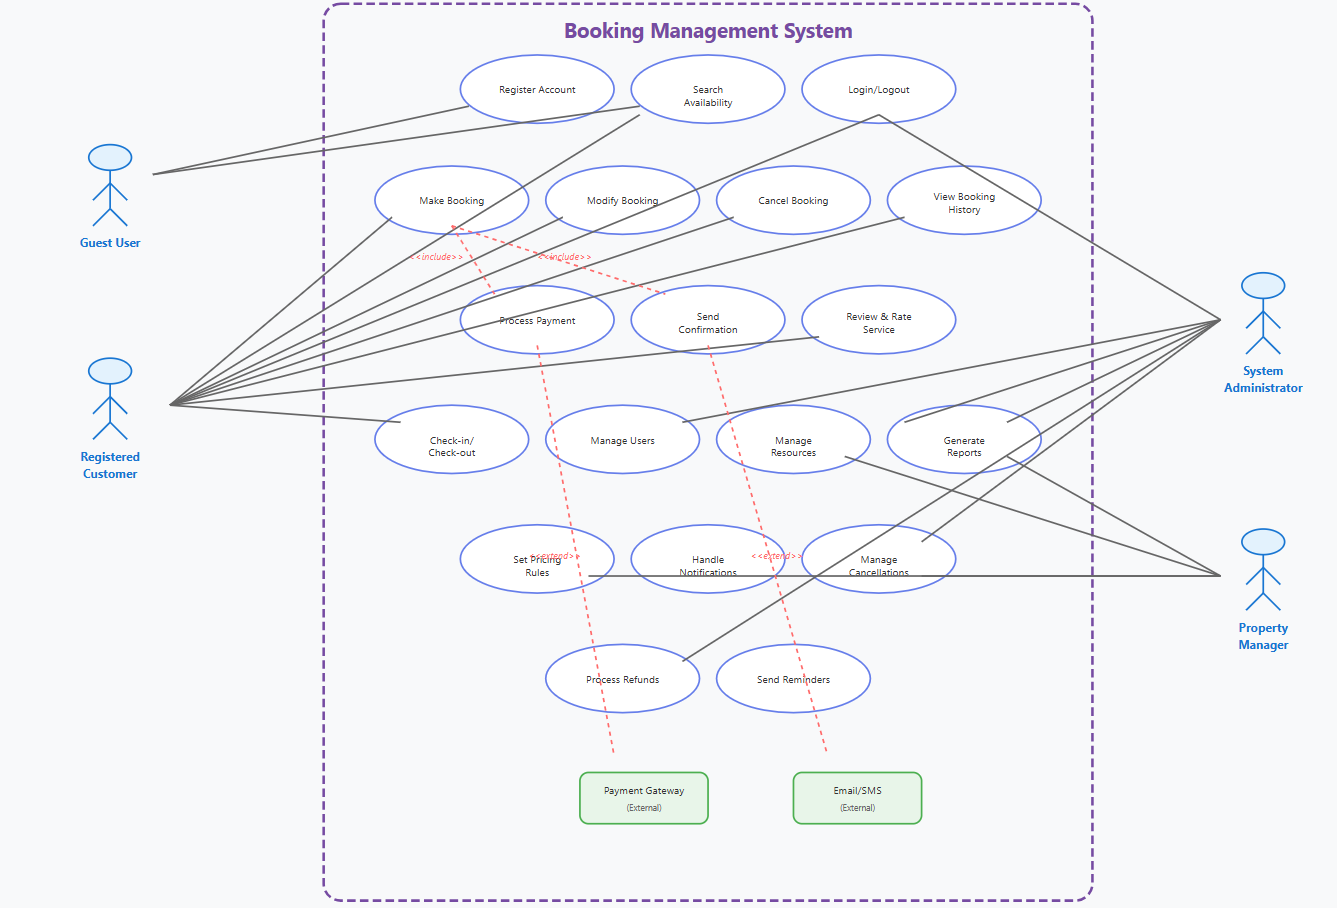 Booking Management System
Register Account
Search
Availability
Login/Logout
Guest User
Make Booking
Modify Booking
Cancel Booking
View Booking
History
<<include>>
<<include>>
Process Payment
Send
Confirmation
Review & Rate
Service
System
Administrator
Registered
Customer
Check-in/
Check-out
Manage Users
Manage
Resources
Generate
Reports
Set Pricing
Rules
<<extend>>
Handle
Notifications
<<extend>>
Manage
Cancellations
Property
Manager
Process Refunds
Send Reminders
Payment Gateway
(External)
Email/SMS
(External)